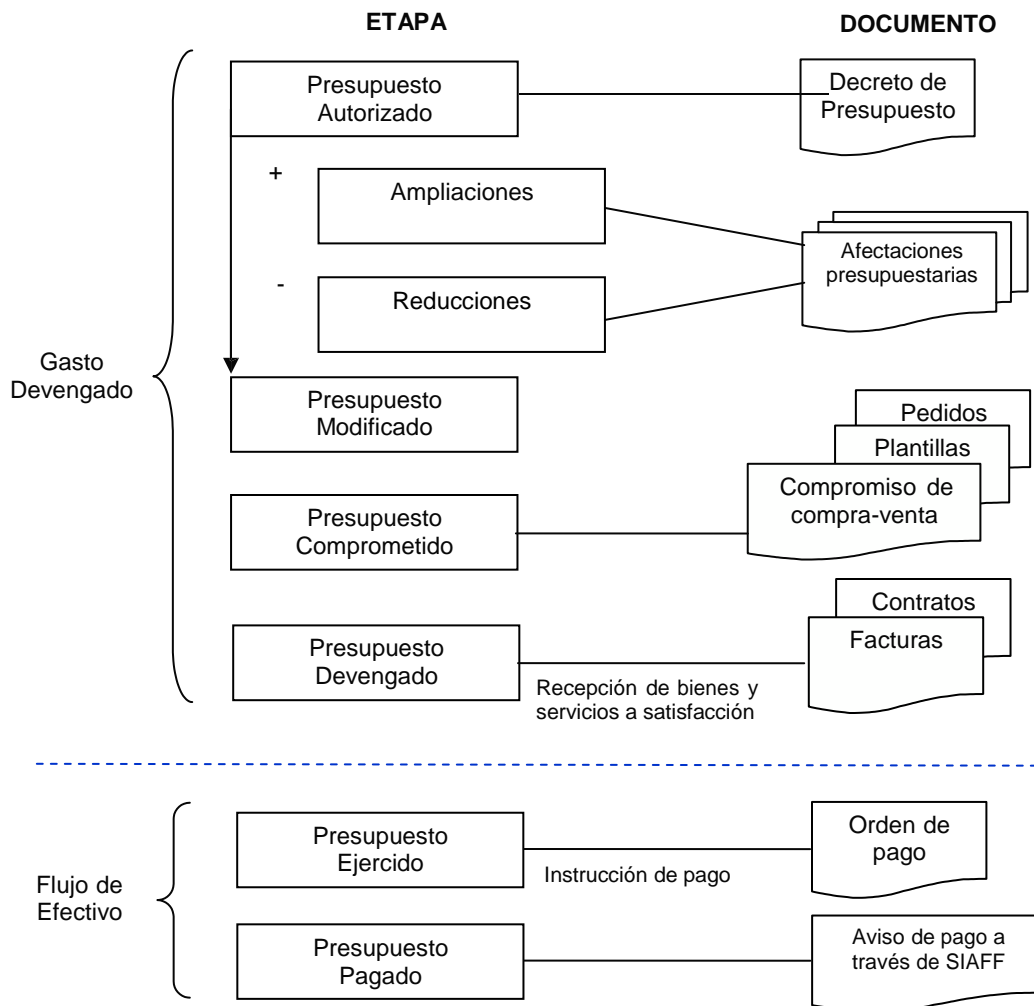 ETAPA
DOCUMENTO
Presupuesto
Autorizado
Decreto de
Presupuesto
+
Ampliaciones
Afectaciones
presupuestarias
-
Reducciones
Gasto
Devengado
Presupuesto
Modificado
Pedidos
Plantillas
Compromiso de
compra-venta
Presupuesto
Comprometido
Contratos
Facturas
Presupuesto
Devengado
Recepción de bienes y
servicios a satisfacción
Flujo de
Efectivo
Presupuesto
Ejercido
Instrucción de pago
Orden de
pago
Presupuesto
Pagado
Aviso de pago a
través de SIAFF